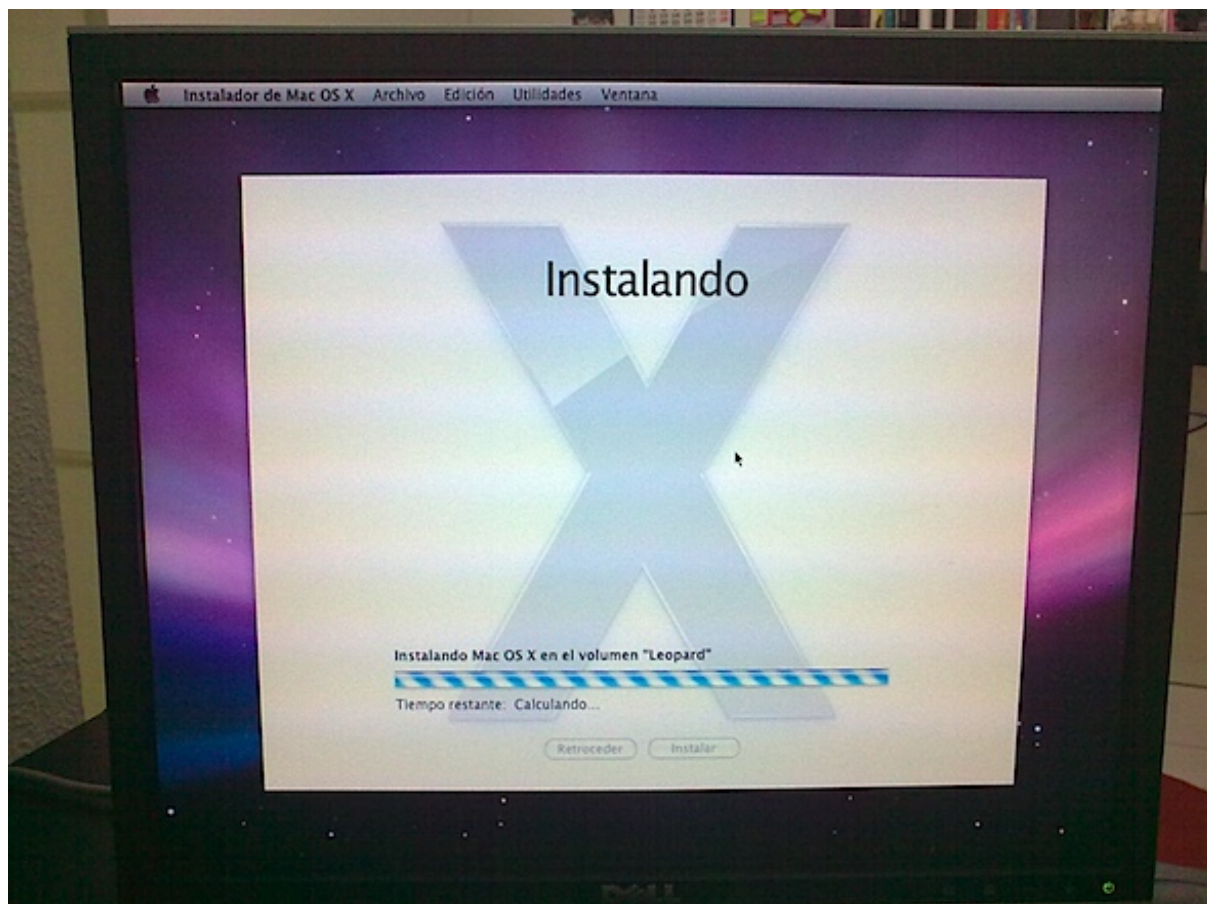 Instalador de Mac OS X Archivo Edición Utilidades Ventana
Instalando
Instalando Mac OS X en el volumen "Leopard"
Tiempo restante: Calculando...
Retroceder Instalar
DELL